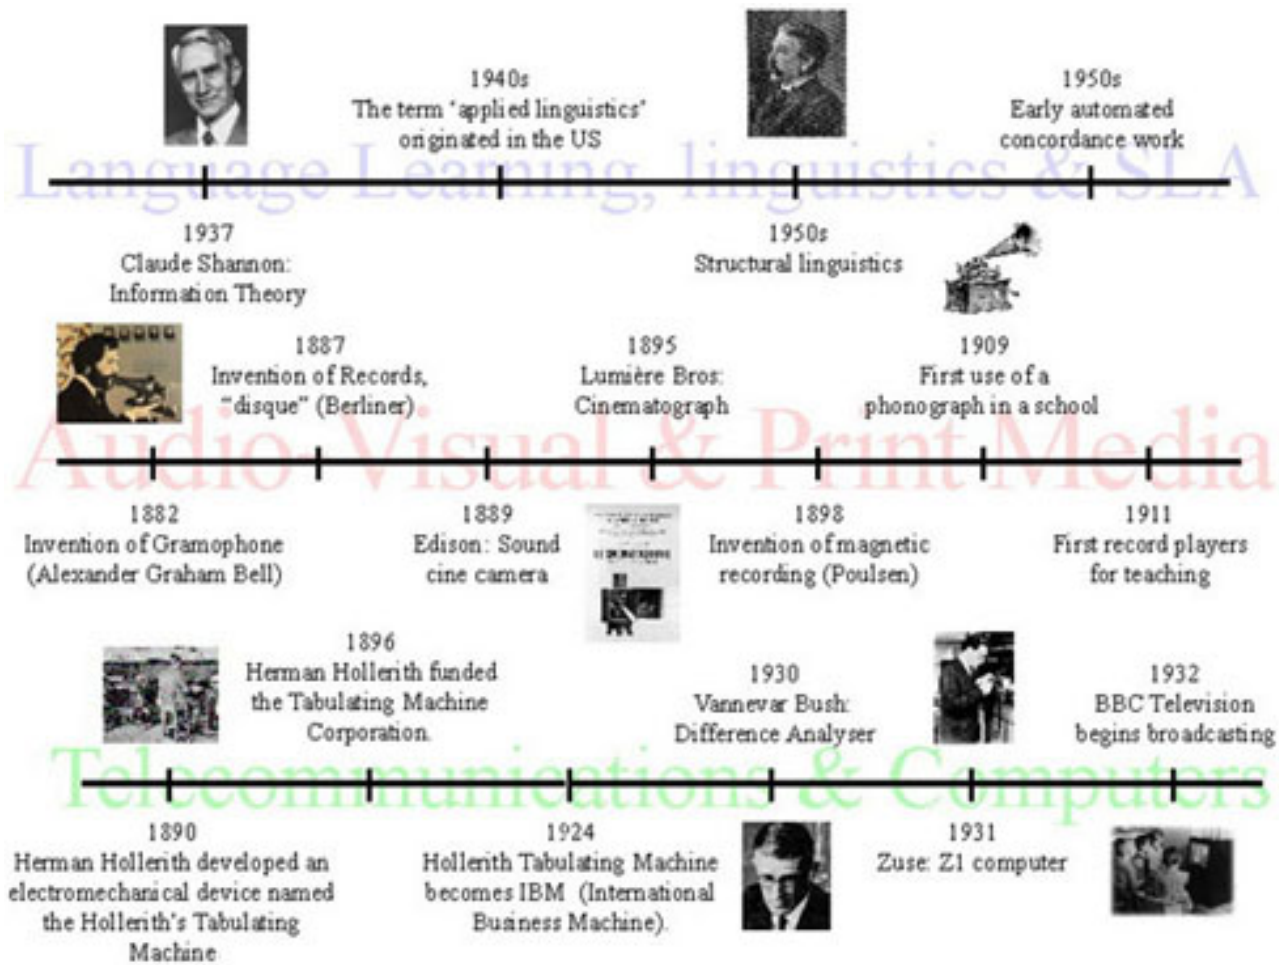 1940s
The term ‘applied linguistics’
originated in the US
1950s
Early automated
concordance work
Language Learning, linguistics & SLA
1937
Claude Shannon:
Information Theory
1950s
Structural linguistics
1887
Invention of Records,
“disque” (Berliner)
1895
Lumière Bros:
Cinematograph
1909
First use of a
phonograph in a school
Audio-Visual & Print Media
1882
Invention of Gramophone
(Alexander Graham Bell)
1889
Edison: Sound
cine camera
1898
Invention of magnetic
recording (Poulsen)
1911
First record players
for teaching
1896
Herman Hollerith funded
the Tabulating Machine
Corporation.
1930
Vannevar Bush:
Difference Analyser
1932
BBC Television
begins broadcasting
Telecommunications & Computers
1890
Herman Hollerith developed an
electromechanical device named
the Hollerith’s Tabulating
Machine
1924
Hollerith Tabulating Machine
becomes IBM (International
Business Machine).
1931
Zuse: Z1 computer